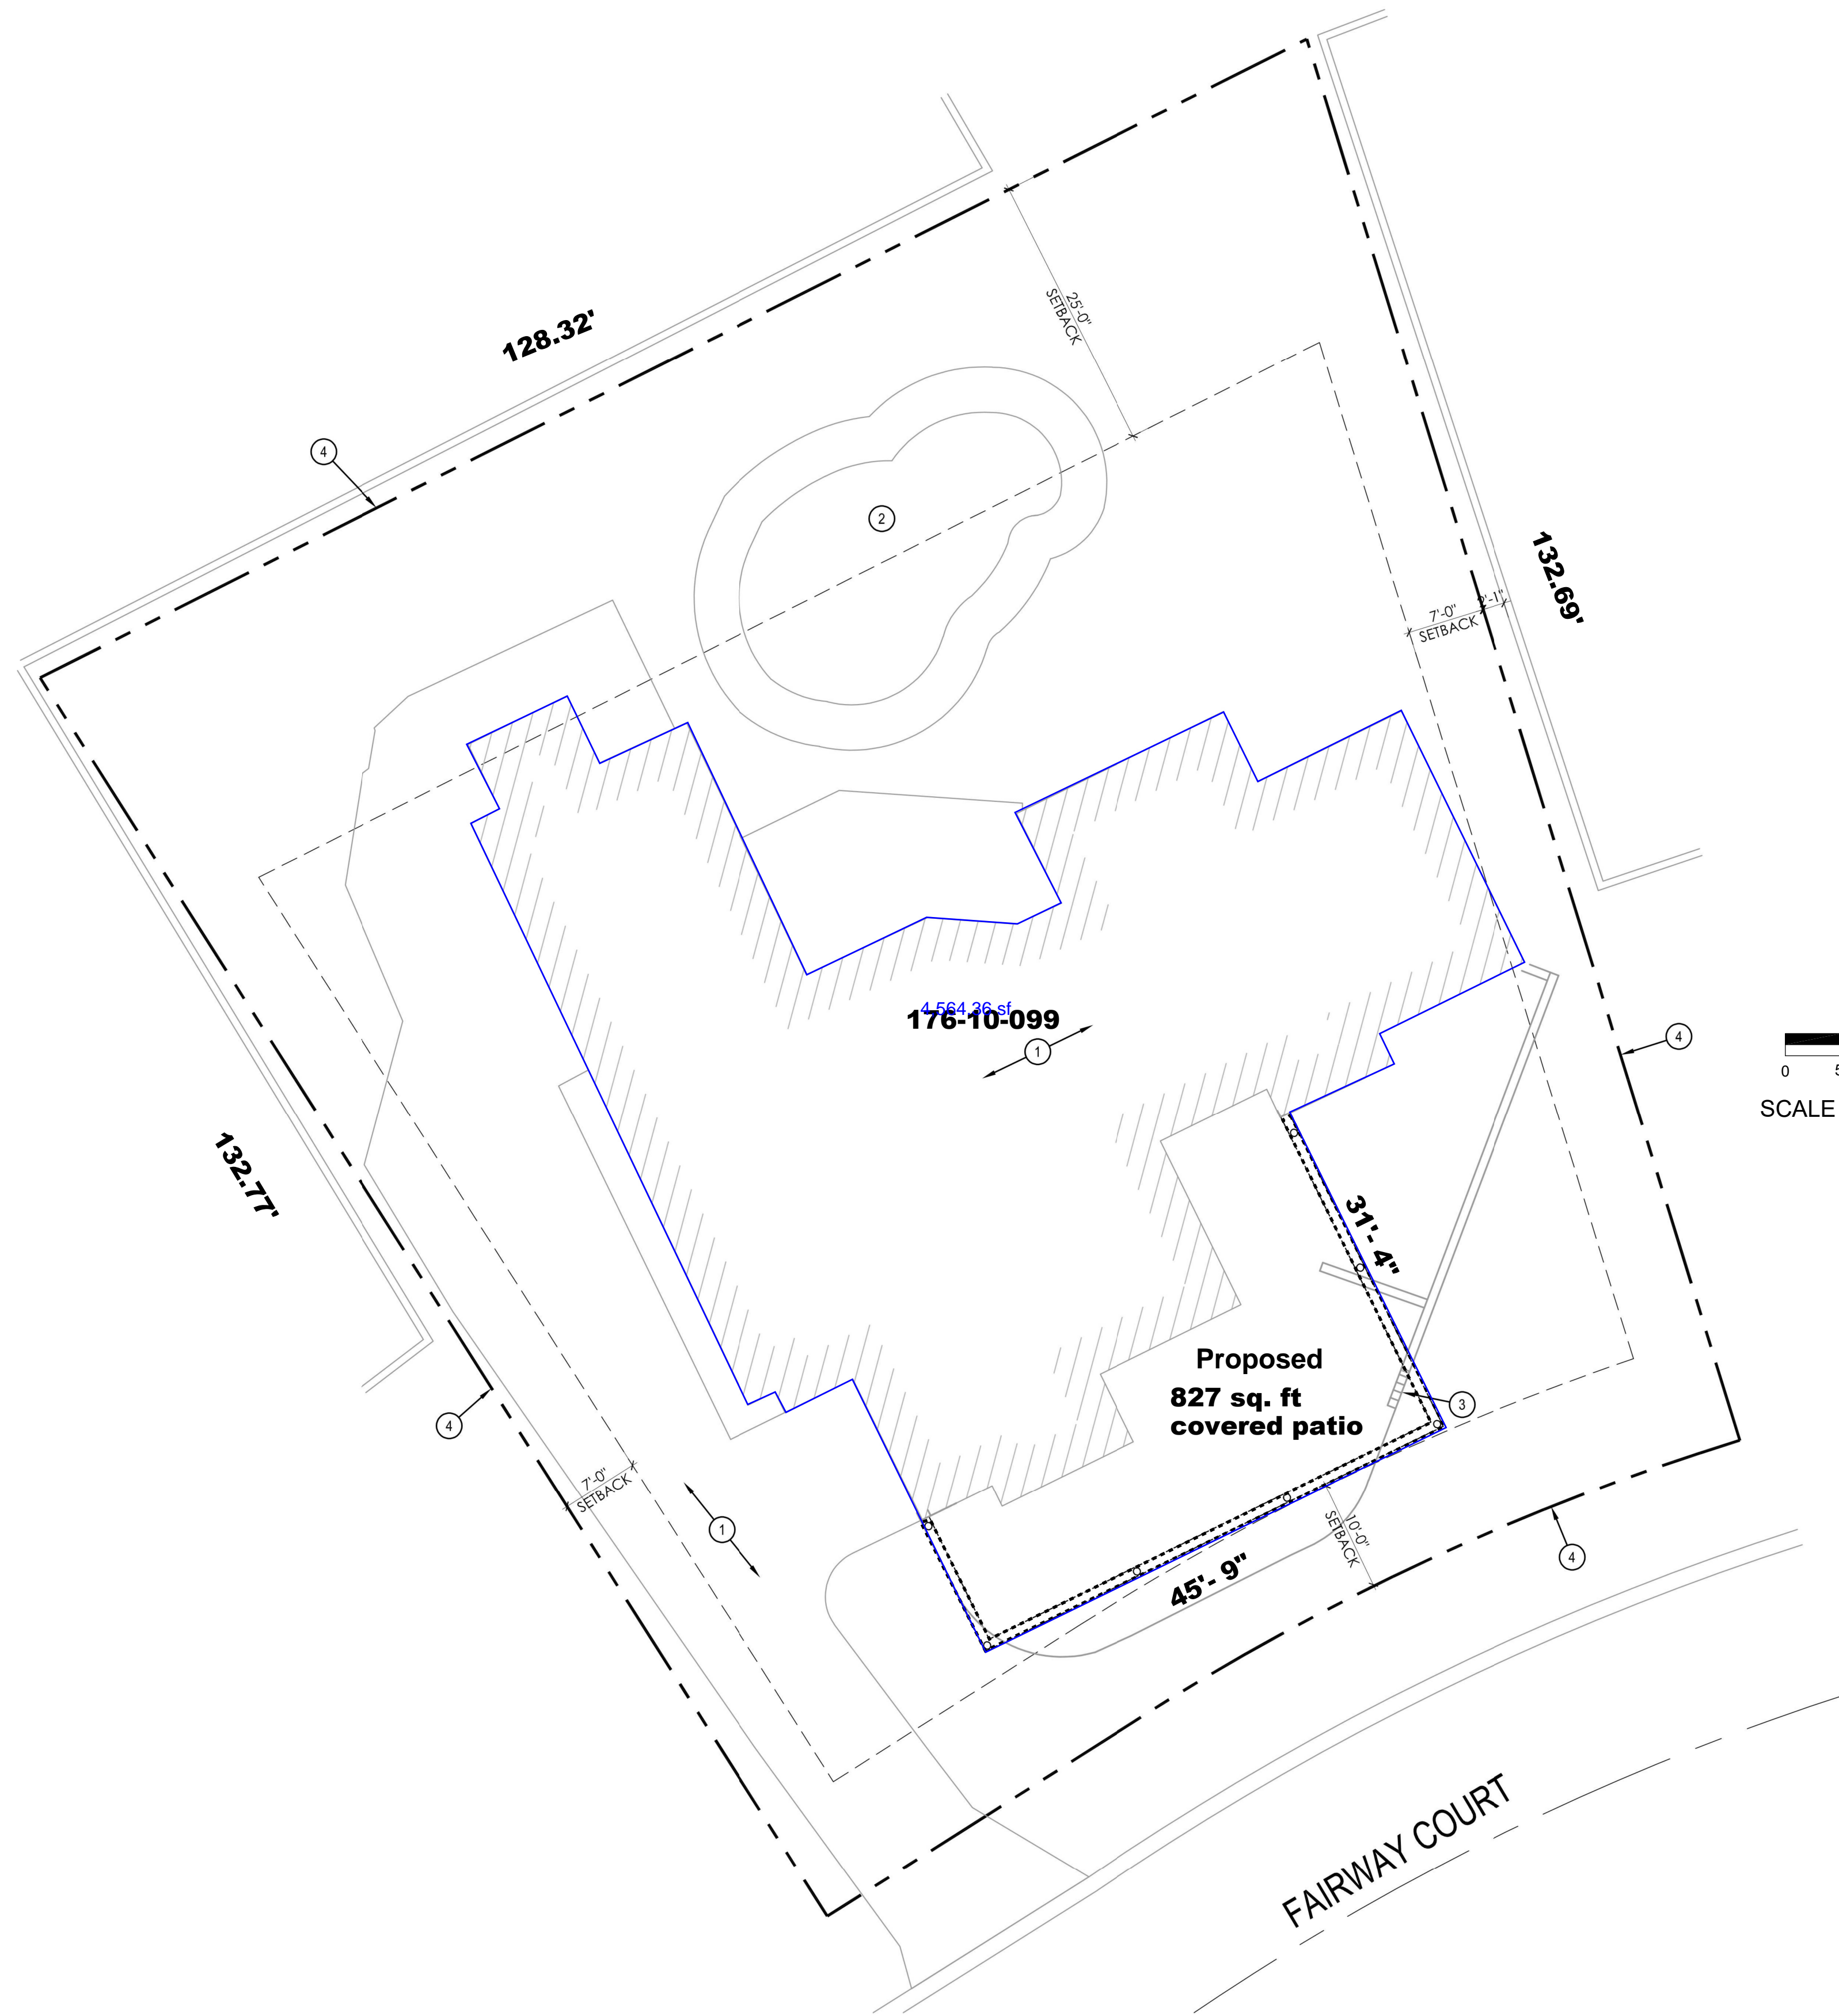 128.32'
4
25'-0"
SETBACK
2
132.69'
7'-0"
SETBACK
2'-1"
4,564.36 sf
176-10-099
1
4
0
5
SCALE
132.77'
31'- 4"
Proposed
827 sq. ft
covered patio
3
4
7'-0"
SETBACK
1
10'-0"
SETBACK
45'- 9"
4
FAIRWAY COURT